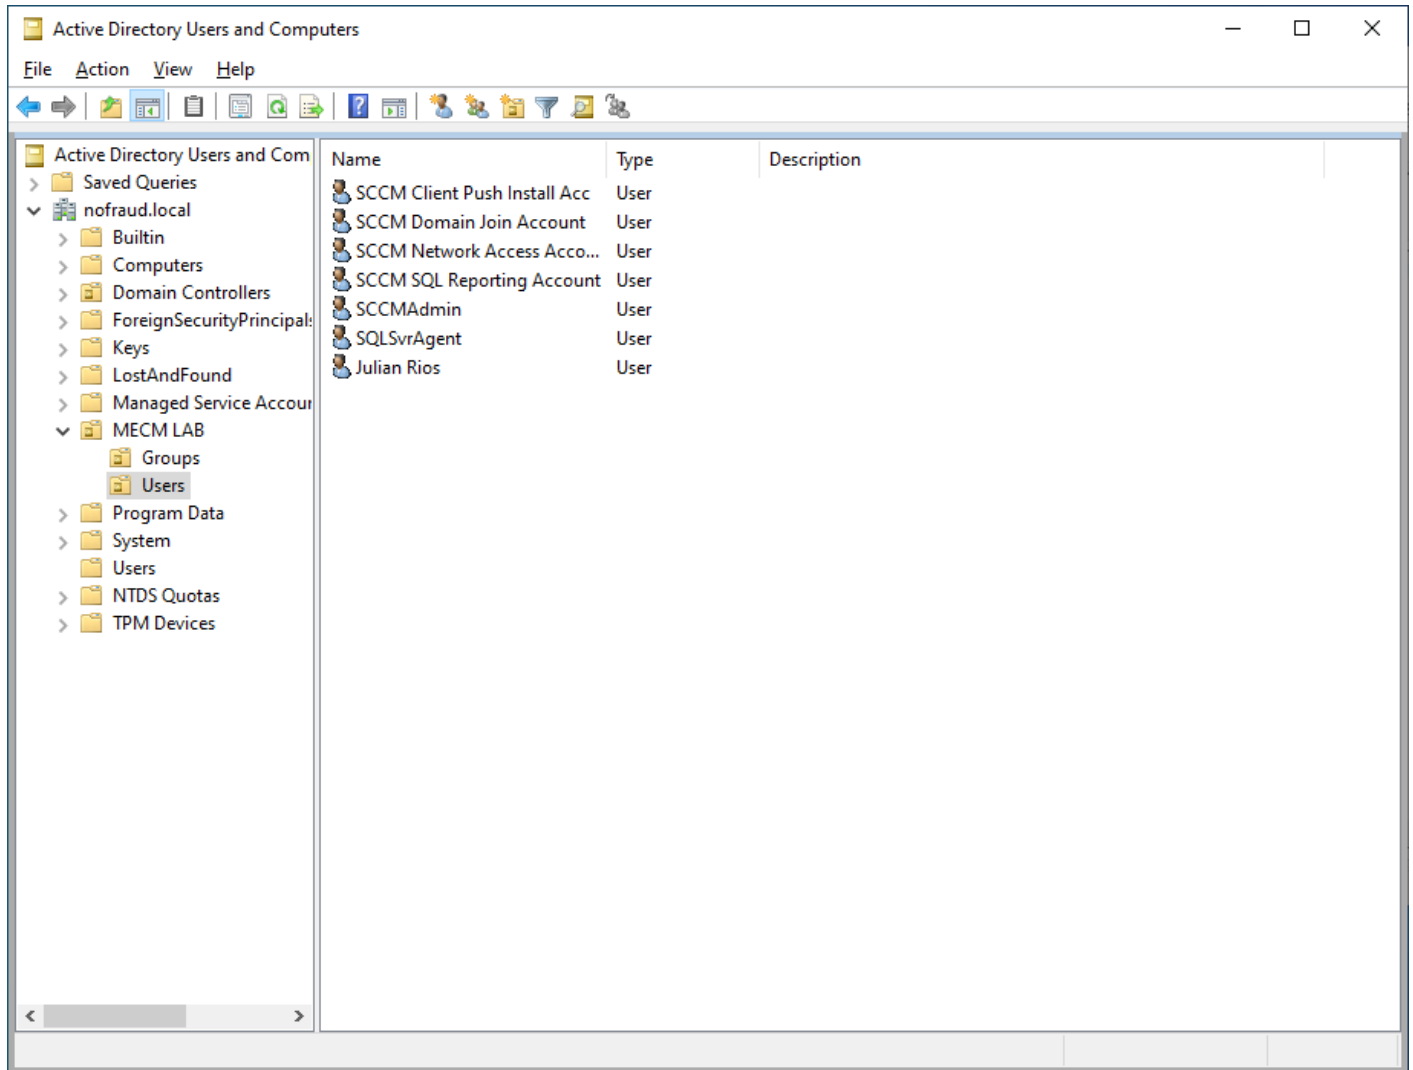 Active Directory Users and Computers
File Action View Help
Active Directory Users and Com
Saved Queries
nofraud.local
Builtin
Computers
Domain Controllers
ForeignSecurityPrincipal
Keys
LostAndFound
Managed Service Accour
MECM LAB
Groups
Users
Program Data
System
Users
NTDS Quotas
TPM Devices
Name Type Description
SCCM Client Push Install Acc User
SCCM Domain Join Account User
SCCM Network Access Acco... User
SCCM SQL Reporting Account User
SCCMAdmin User
SQLSvrAgent User
Julian Rios User